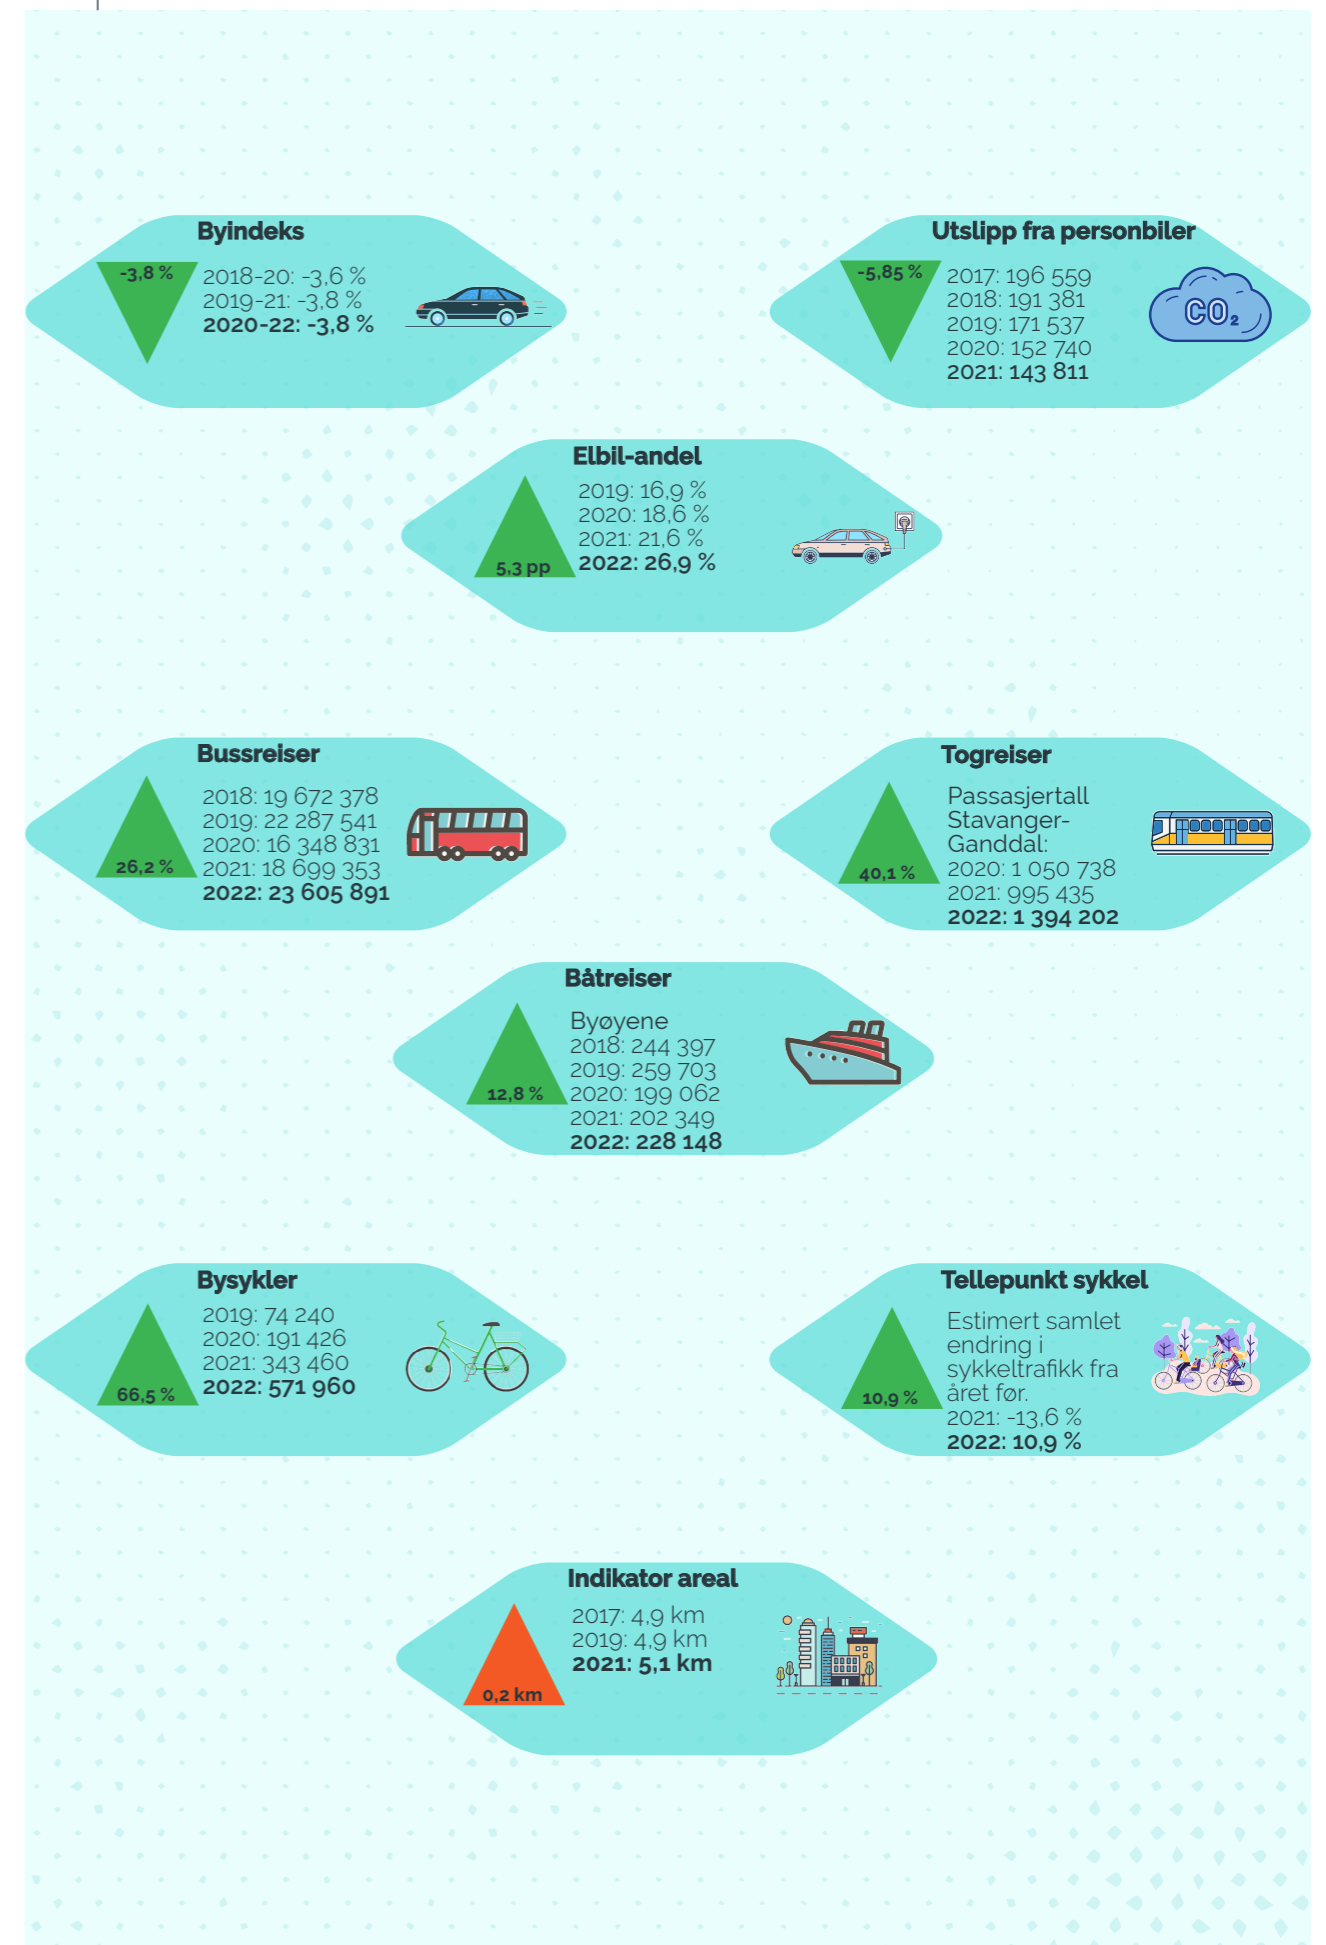 Byindeks
-3,8 %
2018-20: -3,6 %
2019-21: -3,8 %
2020-22: -3,8 %
Utslipp fra personbiler
-5,85 %
2017: 196 559
2018: 191 381
2019: 171 537
2020: 152 740
2021: 143 811
CO2
Elbil-andel
2019: 16,9 %
2020: 18,6 %
2021: 21,6 %
2022: 26,9 %
5,3 pp
Bussreiser
2018: 19 672 378
2019: 22 287 541
2020: 16 348 831
2021: 18 699 353
2022: 23 605 891
26,2 %
Togreiser
Passasjertall
Stavanger-
Ganddal:
2020: 1 050 738
2021: 995 435
2022: 1 394 202
40,1 %
Båtreiser
Byøyene
2018: 244 397
2019: 259 703
2020: 199 062
2021: 202 349
2022: 228 148
12,8 %
Bysykler
2019: 74 240
2020: 191 426
2021: 343 460
2022: 571 960
66,5 %
Tellepunkt sykkel
Estimert samlet
endring i
sykkeltrafikk fra
året før.
2021: -13,6 %
2022: 10,9 %
10,9 %
Indikator areal
2017: 4,9 km
2019: 4,9 km
2021: 5,1 km
0,2 km